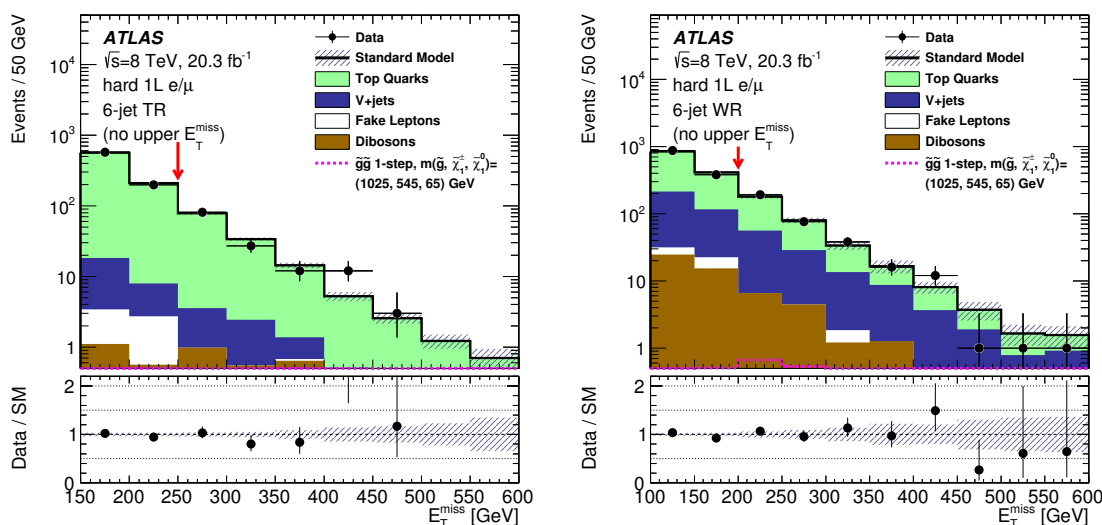 Events / 50 GeV
10⁴
10³
10²
10
1
ATLAS
√s=8 TeV, 20.3 fb⁻¹
hard 1L e/μ
6-jet TR
(no upper E_T^miss)
Data
Standard Model
Top Quarks
V+jets
Fake Leptons
Dibosons
g̃g̃ 1-step, m(g̃, χ̃₁^±, χ̃₁⁰)=
(1025, 545, 65) GeV
Data / SM
2
1
0
150 200 250 300 350 400 450 500 550 600
E_T^miss [GeV]
Events / 50 GeV
10⁴
10³
10²
10
1
ATLAS
√s=8 TeV, 20.3 fb⁻¹
hard 1L e/μ
6-jet WR
(no upper E_T^miss)
Data
Standard Model
Top Quarks
V+jets
Fake Leptons
Dibosons
g̃g̃ 1-step, m(g̃, χ̃₁^±, χ̃₁⁰)=
(1025, 545, 65) GeV
Data / SM
2
1
0
100 150 200 250 300 350 400 450 500 550 600
E_T^miss [GeV]